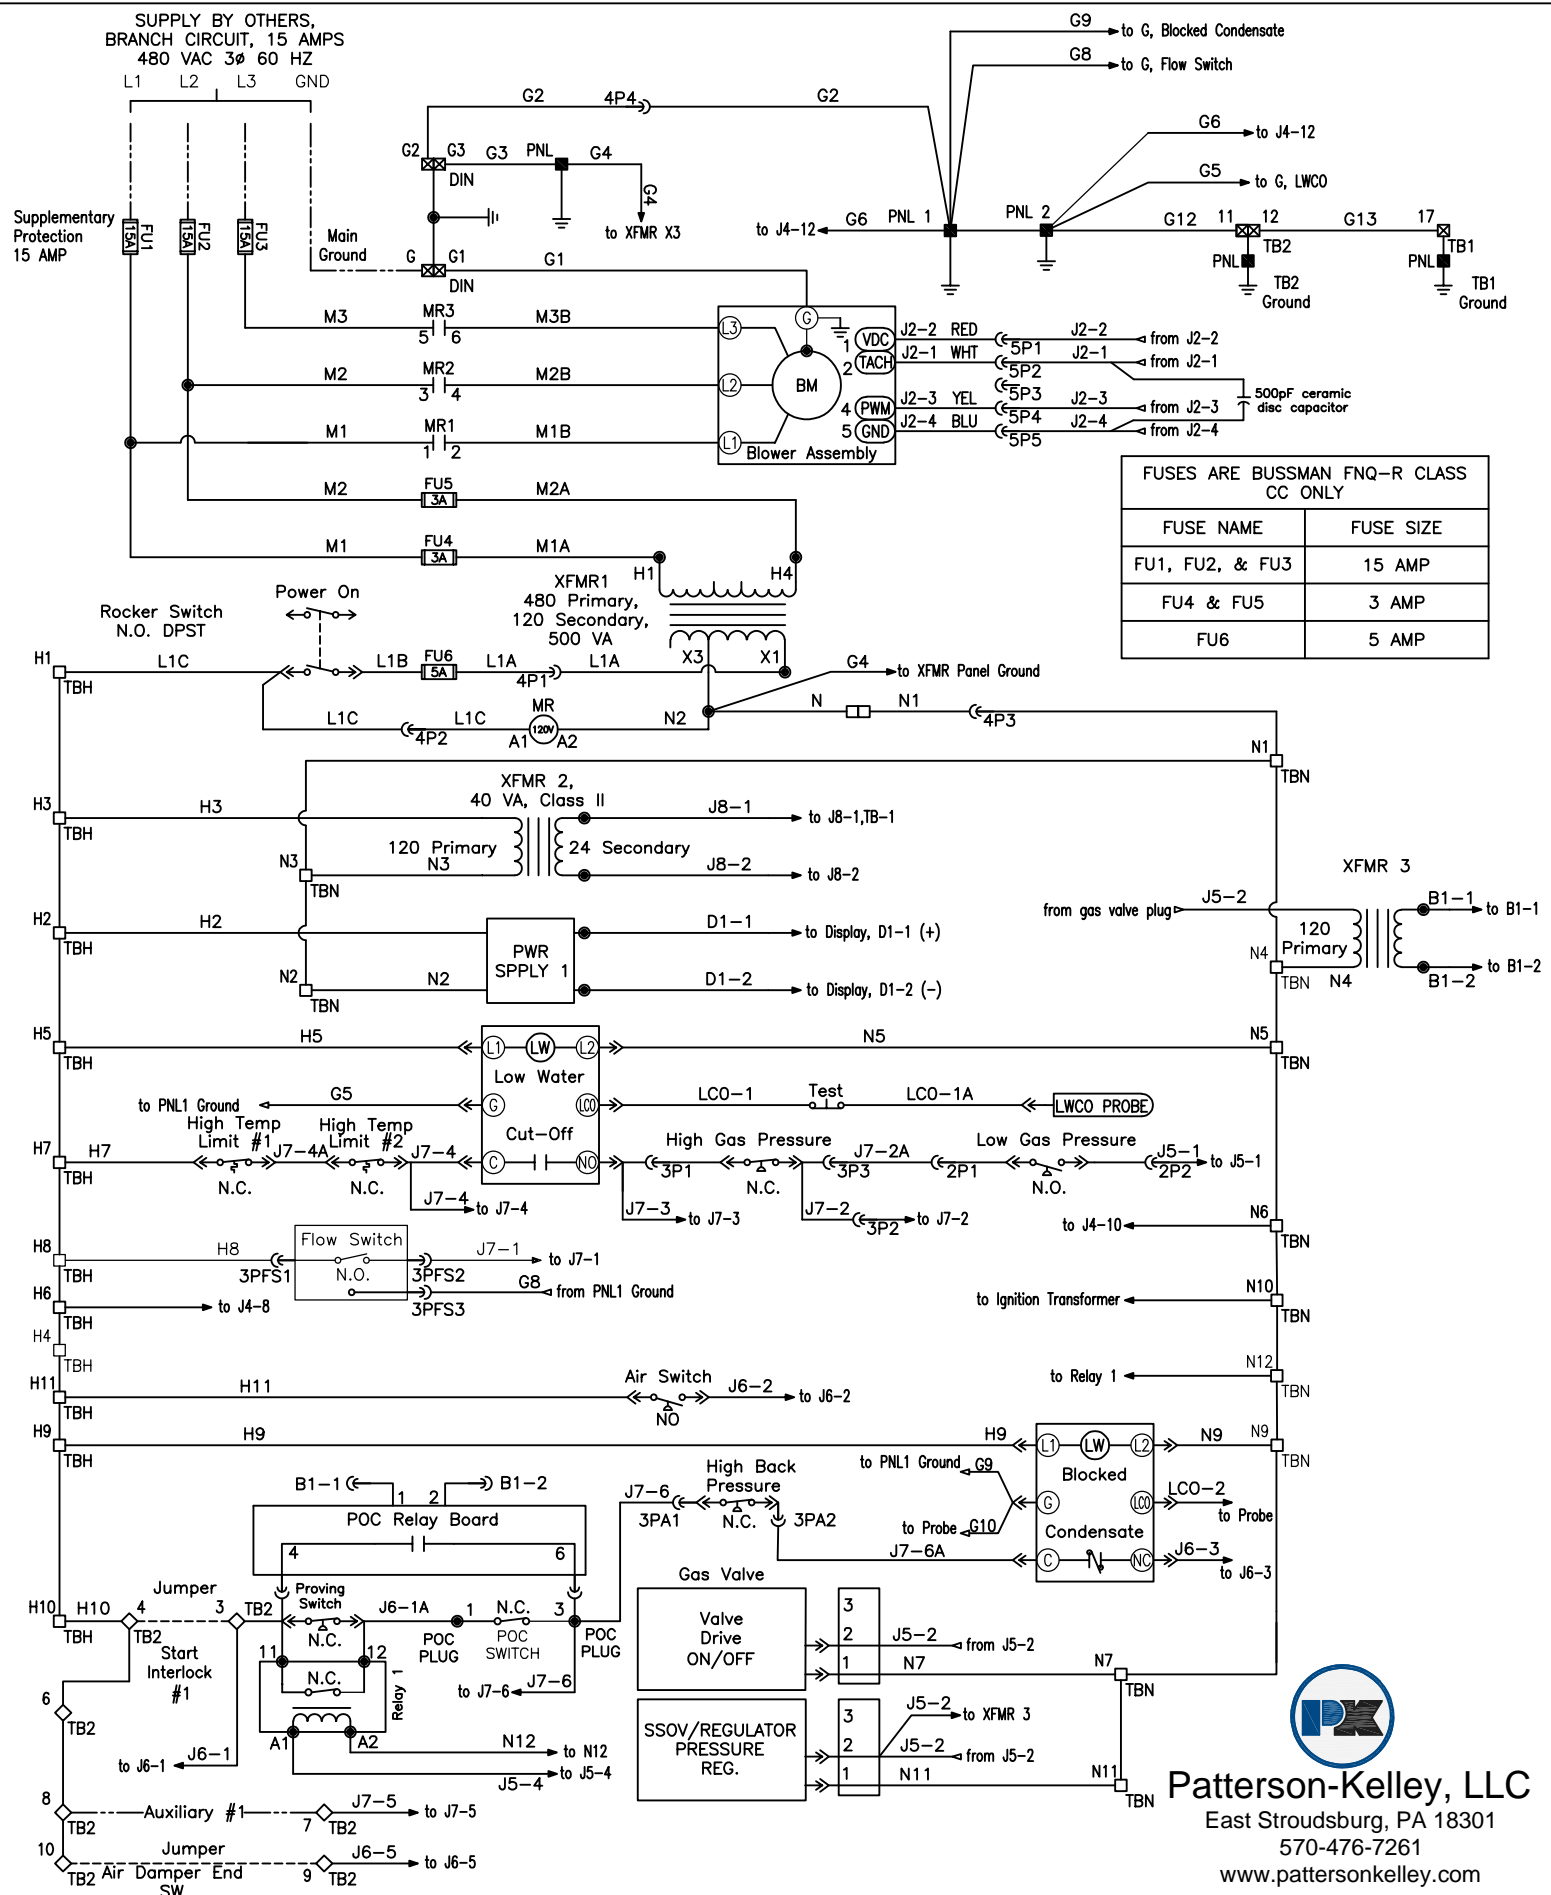 SUPPLY BY OTHERS,
BRANCH CIRCUIT, 15 AMPS
480 VAC 3ø 60 HZ
L1 L2 L3 GND
G9 to G, Blocked Condensate
G8 to G, Flow Switch
G2 4P4 G2
G6 to J4-12
G5 to G, LWCO
G2 G3 G3 PNL G4
DIN
G4
to XFMR X3
to J4-12 G6 PNL 1 PNL 2 G12 11 12 G13 17
TB2 TB1
PNL PNL
TB2 Ground
TB1 Ground
Supplementary
Protection
15 AMP
FU1 15A
FU2 15A
FU3 15A
Main
Ground
G G1 G1
DIN
M3 MR3 M3B L3
5 6
M2 MR2 M2B L2
3 4
M1 MR1 M1B L1
1 2
G
BM
Blower Assembly
1 VDC J2-2 RED 5P1 J2-2 from J2-2
2 TACH J2-1 WHT 5P2 J2-1 from J2-1
5P3
4 PWM J2-3 YEL 5P4 J2-3 from J2-3
5 GND J2-4 BLU 5P5 J2-4 from J2-4
500pF ceramic
disc capacitor
M2 FU5 M2A
3A
M1 FU4 M1A
3A
FUSES ARE BUSSMAN FNQ-R CLASS
CC ONLY
FUSE NAME FUSE SIZE
FU1, FU2, & FU3 15 AMP
FU4 & FU5 3 AMP
FU6 5 AMP
H1 H4
XFMR1
480 Primary,
120 Secondary,
500 VA
X3 X1
Power On
Rocker Switch
N.O. DPST
H1 TBH L1C L1B FU6 5A L1A 4P1 L1A
G4 to XFMR Panel Ground
L1C 4P2 L1C MR 120V A1 A2 N2
N N1 4P3
N1 TBN
XFMR 2,
40 VA, Class II
H3 TBH H3 J8-1 to J8-1,TB-1
120 Primary 24 Secondary
N3 TBN N3 J8-2 to J8-2
XFMR 3
from gas valve plug J5-2 B1-1 to B1-1
120
Primary
N4 TBN N4 B1-2 to B1-2
H2 TBH H2 D1-1 to Display, D1-1 (+)
PWR
SPPLY 1
N2 TBN N2 D1-2 to Display, D1-2 (-)
H5 TBH H5 L1 LW L2 N5 N5 TBN
Low Water
to PNL1 Ground G5 G LCO LCO-1 Test LCO-1A LWCO PROBE
Cut-Off
High Temp
Limit #1
High Temp
Limit #2
High Gas Pressure
Low Gas Pressure
H7 TBH H7 N.C. J7-4A N.C. J7-4 C NO 3P1 N.C. 3P3 J7-2A 2P1 N.O. 2P2 J5-1 to J5-1
J7-4 to J7-4
J7-3 to J7-3
J7-2 3P2 to J7-2
to J4-10 N6 TBN
Flow Switch
H8 TBH H8 3PFS1 N.O. 3PFS2 J7-1 to J7-1
3PFS3 G8 from PNL1 Ground
H6 TBH to J4-8
H4 TBH
to Ignition Transformer N10 TBN
to Relay 1 N12 TBN
Air Switch
H11 TBH H11 NO J6-2 to J6-2
H9 TBH H9 H9 L1 LW L2 N9 N9 TBN
Blocked
Condensate
to PNL1 Ground G9
G LCO LCO-2 to Probe
to Probe G10
J7-6A C NC J6-3 to J6-3
B1-1 1 2 B1-2
POC Relay Board
4 6
J7-6 3PA1
High Back
Pressure
N.C. 3PA2
Jumper
H10 TBH H10 4 TB2 3 TB2
Proving
Switch
N.C. J6-1A 1 N.C. 3
POC
PLUG
POC
SWITCH
POC
PLUG
Start
Interlock
#1
11 12
N.C.
Relay 1
A1 A2
to J7-6 J7-6
6 TB2
to J6-1 J6-1
N12 to N12
J5-4 to J5-4
Gas Valve
Valve
Drive
ON/OFF
3
2 J5-2 from J5-2
1 N7 N7 TBN
SSOV/REGULATOR
PRESSURE
REG.
3 J5-2 to XFMR 3
2 J5-2 from J5-2
1 N11 N11 TBN
8 TB2 Auxiliary #1 7 TB2 J7-5 to J7-5
10 TB2 Jumper 9 TB2 J6-5 to J6-5
Air Damper End
SW
PK
Patterson-Kelley, LLC
East Stroudsburg, PA 18301
570-476-7261
www.pattersonkelley.com